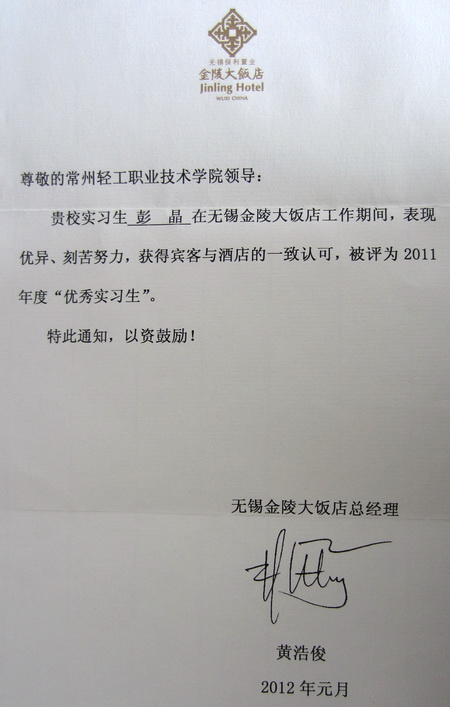 无锡保利置业
金陵大饭店
Jinling Hotel
WUXI CHINA
尊敬的常州轻工职业技术学院领导：
贵校实习生 彭 晶 在无锡金陵大饭店工作期间，表现
优异、刻苦努力，获得宾客与酒店的一致认可，被评为 2011
年度“优秀实习生”。
特此通知，以资鼓励！
无锡金陵大饭店总经理
黄浩俊
2012 年元月